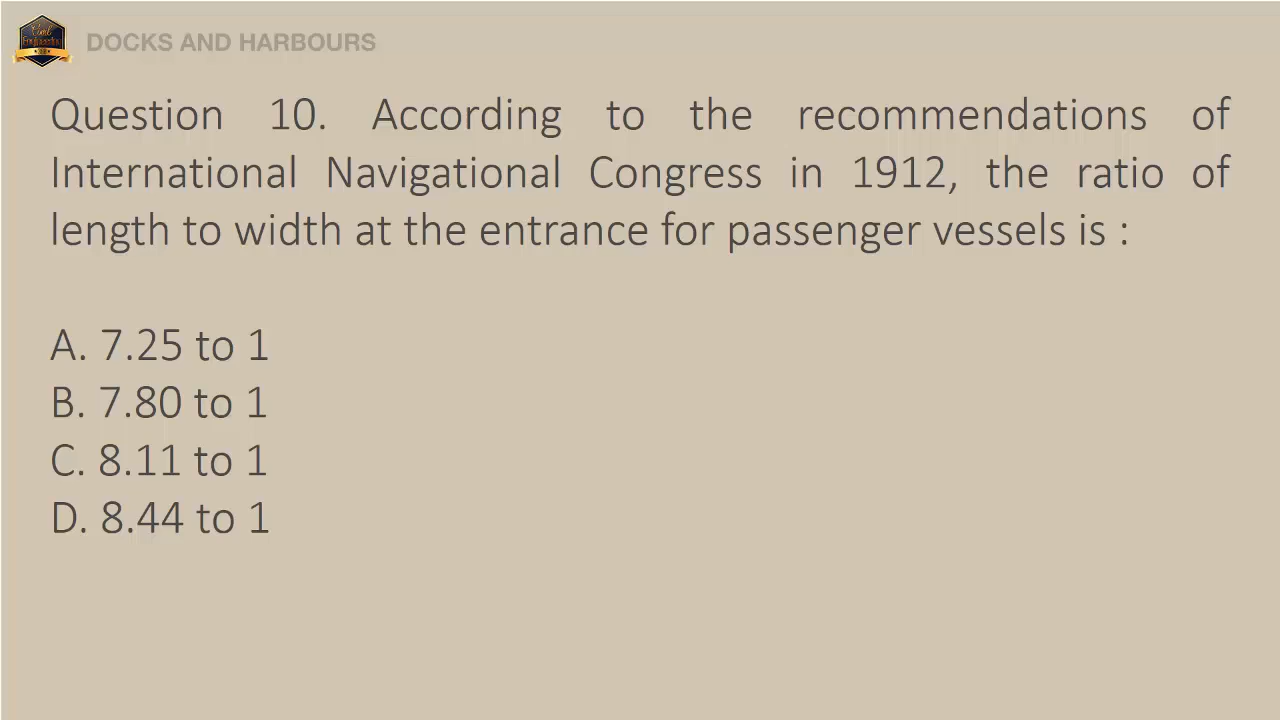 DOCKS AND HARBOURS
Question 10. According to the recommendations of
International Navigational Congress in 1912, the ratio of
length to width at the entrance for passenger vessels is :
A. 7.25 to 1
B. 7.80 to 1
C. 8.11 to 1
D. 8.44 to 1